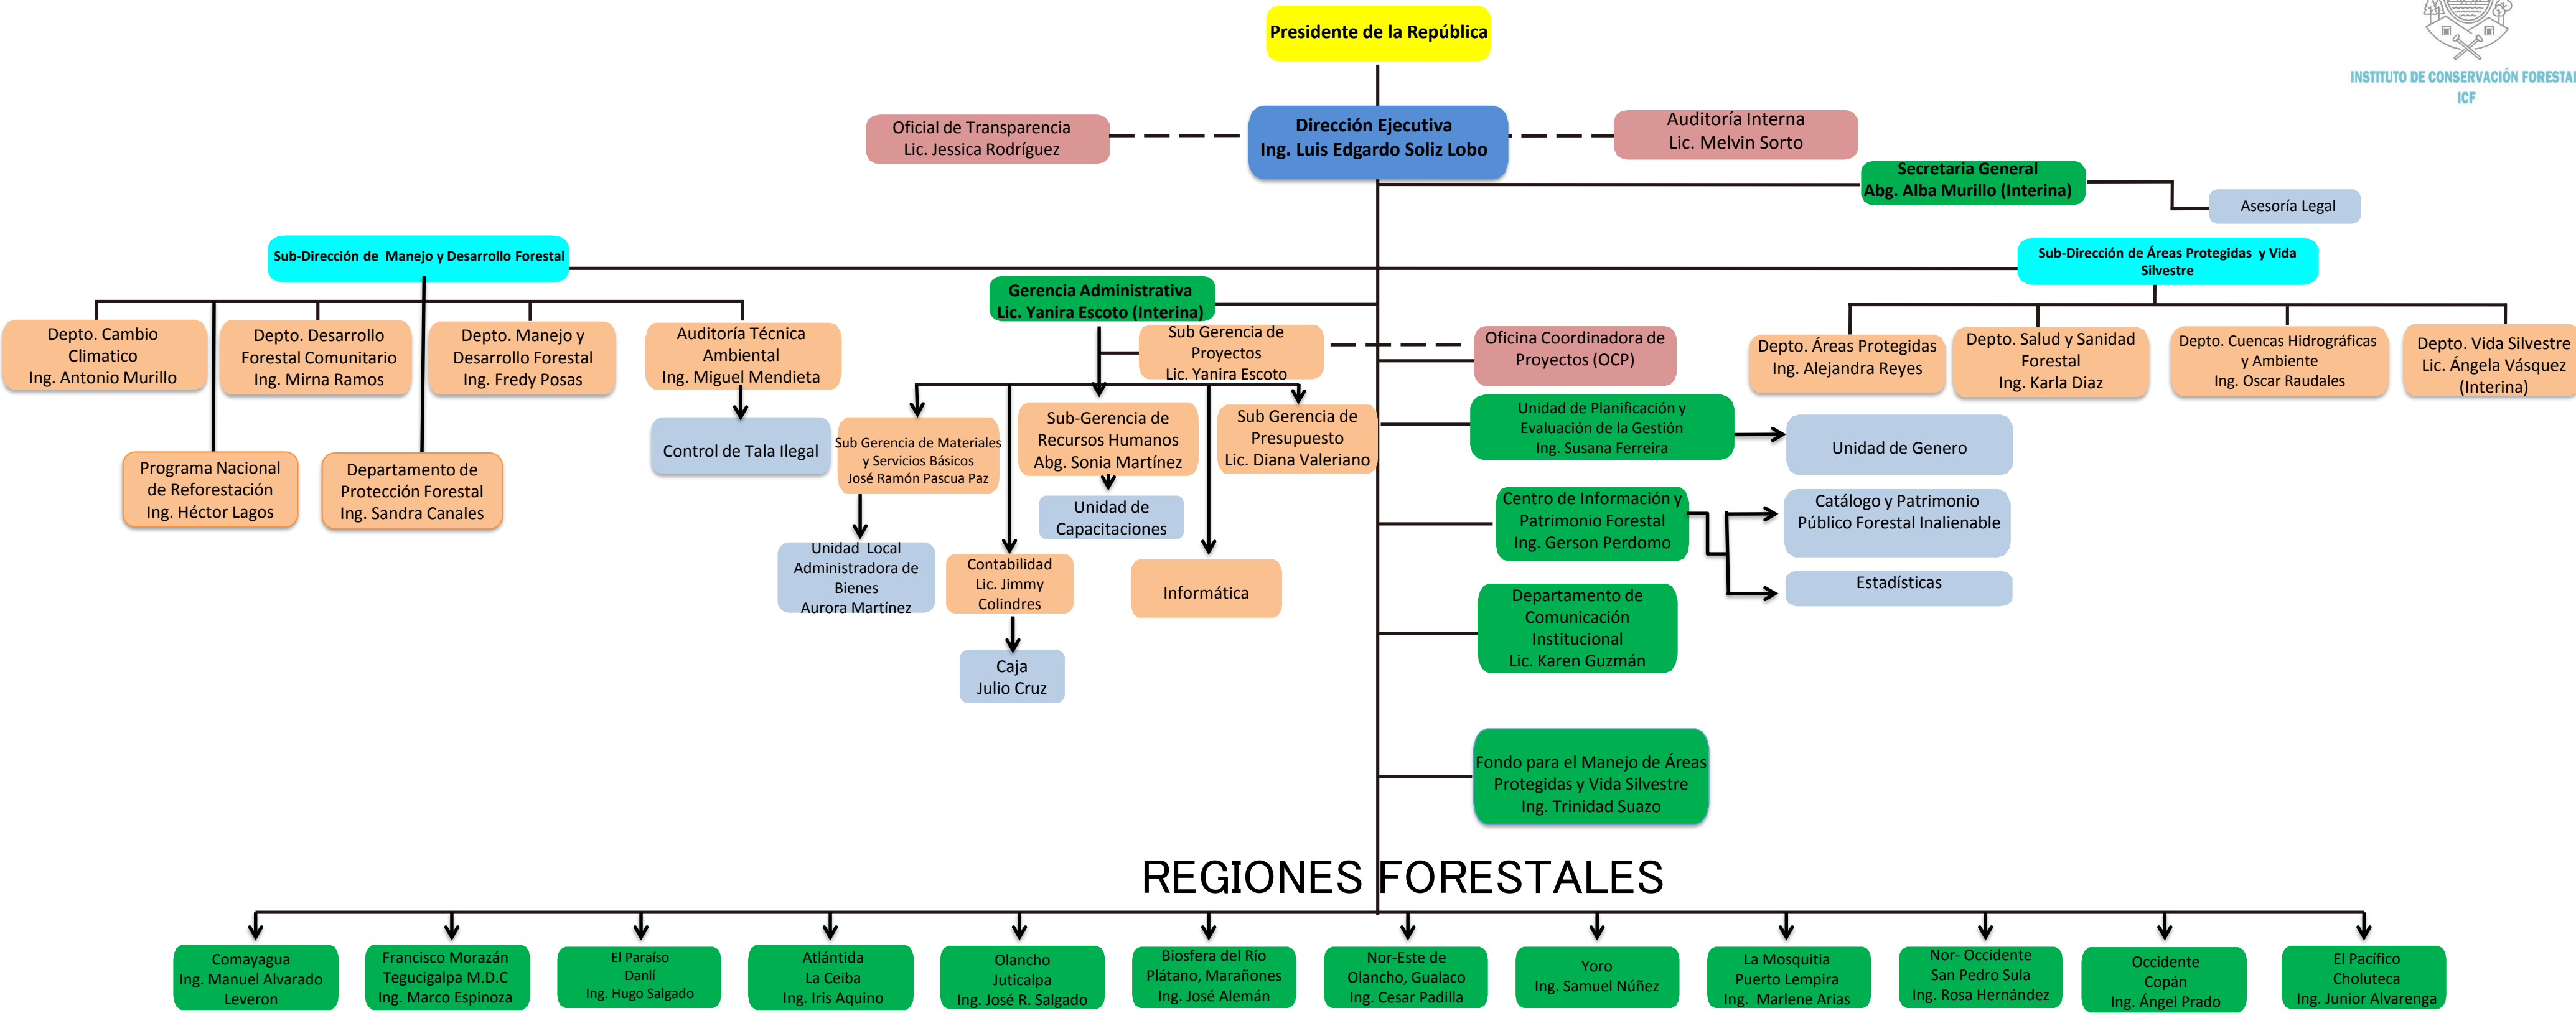 Presidente de la República
INSTITUTO DE CONSERVACIÓN FORESTAL
ICF
Oficial de Transparencia
Lic. Jessica Rodríguez
Dirección Ejecutiva
Ing. Luis Edgardo Soliz Lobo
Auditoría Interna
Lic. Melvin Sorto
Secretaria General
Abg. Alba Murillo (Interina)
Asesoría Legal
Sub-Dirección de Manejo y Desarrollo Forestal
Sub-Dirección de Áreas Protegidas y Vida
Silvestre
Gerencia Administrativa
Lic. Yanira Escoto (Interina)
Depto. Cambio
Climatico
Ing. Antonio Murillo
Depto. Desarrollo
Forestal Comunitario
Ing. Mirna Ramos
Depto. Manejo y
Desarrollo Forestal
Ing. Fredy Posas
Auditoría Técnica
Ambiental
Ing. Miguel Mendieta
Sub Gerencia de
Proyectos
Lic. Yanira Escoto
Oficina Coordinadora de
Proyectos (OCP)
Depto. Áreas Protegidas
Ing. Alejandra Reyes
Depto. Salud y Sanidad
Forestal
Ing. Karla Diaz
Depto. Cuencas Hidrográficas
y Ambiente
Ing. Oscar Raudales
Depto. Vida Silvestre
Lic. Ángela Vásquez
(Interina)
Programa Nacional
de Reforestación
Ing. Héctor Lagos
Departamento de
Protección Forestal
Ing. Sandra Canales
Control de Tala Ilegal
Sub Gerencia de Materiales
y Servicios Básicos
José Ramón Pascua Paz
Sub-Gerencia de
Recursos Humanos
Abg. Sonia Martínez
Sub Gerencia de
Presupuesto
Lic. Diana Valeriano
Unidad de Planificación y
Evaluación de la Gestión
Ing. Susana Ferreira
Unidad de Genero
Unidad de
Capacitaciones
Centro de Información y
Patrimonio Forestal
Ing. Gerson Perdomo
Catálogo y Patrimonio
Público Forestal Inalienable
Estadísticas
Unidad Local
Administradora de
Bienes
Aurora Martínez
Contabilidad
Lic. Jimmy
Colindres
Informática
Departamento de
Comunicación
Institucional
Lic. Karen Guzmán
Caja
Julio Cruz
Fondo para el Manejo de Áreas
Protegidas y Vida Silvestre
Ing. Trinidad Suazo
REGIONES FORESTALES
Comayagua
Ing. Manuel Alvarado
Leveron
Francisco Morazán
Tegucigalpa M.D.C
Ing. Marco Espinoza
El Paraíso
Danlí
Ing. Hugo Salgado
Atlántida
La Ceiba
Ing. Iris Aquino
Olancho
Juticalpa
Ing. José R. Salgado
Biosfera del Río
Plátano, Marañones
Ing. José Alemán
Nor-Este de
Olancho, Gualaco
Ing. Cesar Padilla
Yoro
Ing. Samuel Núñez
La Mosquitia
Puerto Lempira
Ing. Marlene Arias
Nor- Occidente
San Pedro Sula
Ing. Rosa Hernández
Occidente
Copán
Ing. Ángel Prado
El Pacífico
Choluteca
Ing. Junior Alvarenga